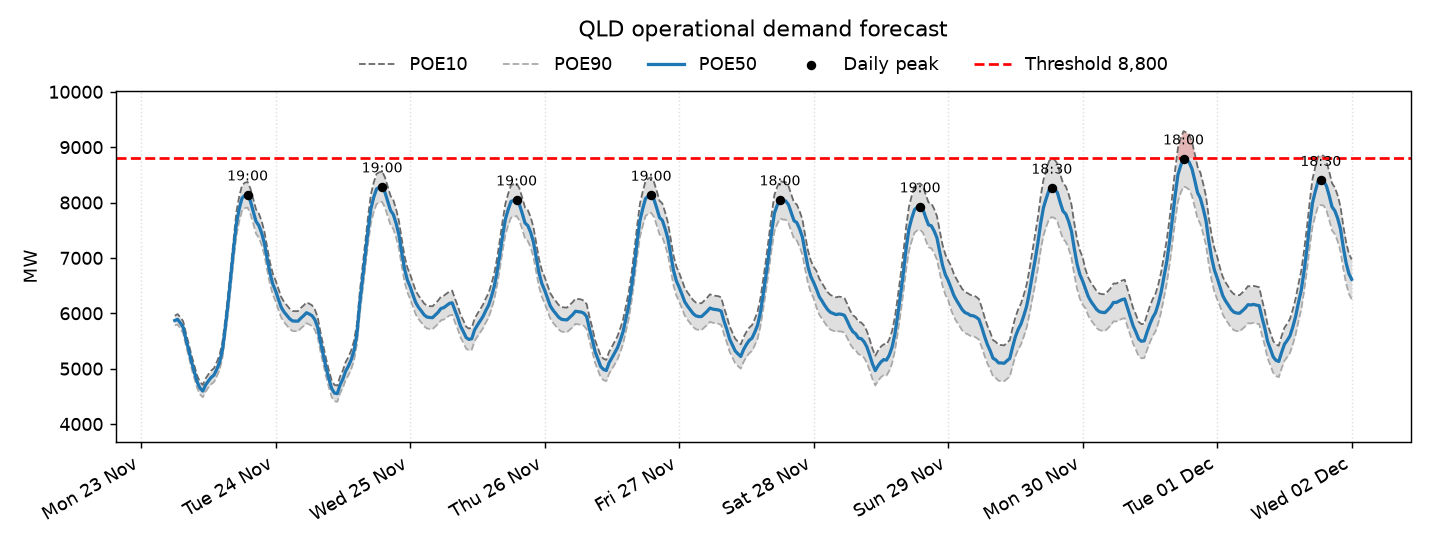 QLD operational demand forecast
POE10 POE90 POE50 Daily peak Threshold 8,800
10000
9000
8000
7000
6000
5000
4000
MW
19:00 19:00 19:00 19:00 18:00 19:00 18:30 18:00 18:30
Mon 23 Nov Tue 24 Nov Wed 25 Nov Thu 26 Nov Fri 27 Nov Sat 28 Nov Sun 29 Nov Mon 30 Nov Tue 01 Dec Wed 02 Dec